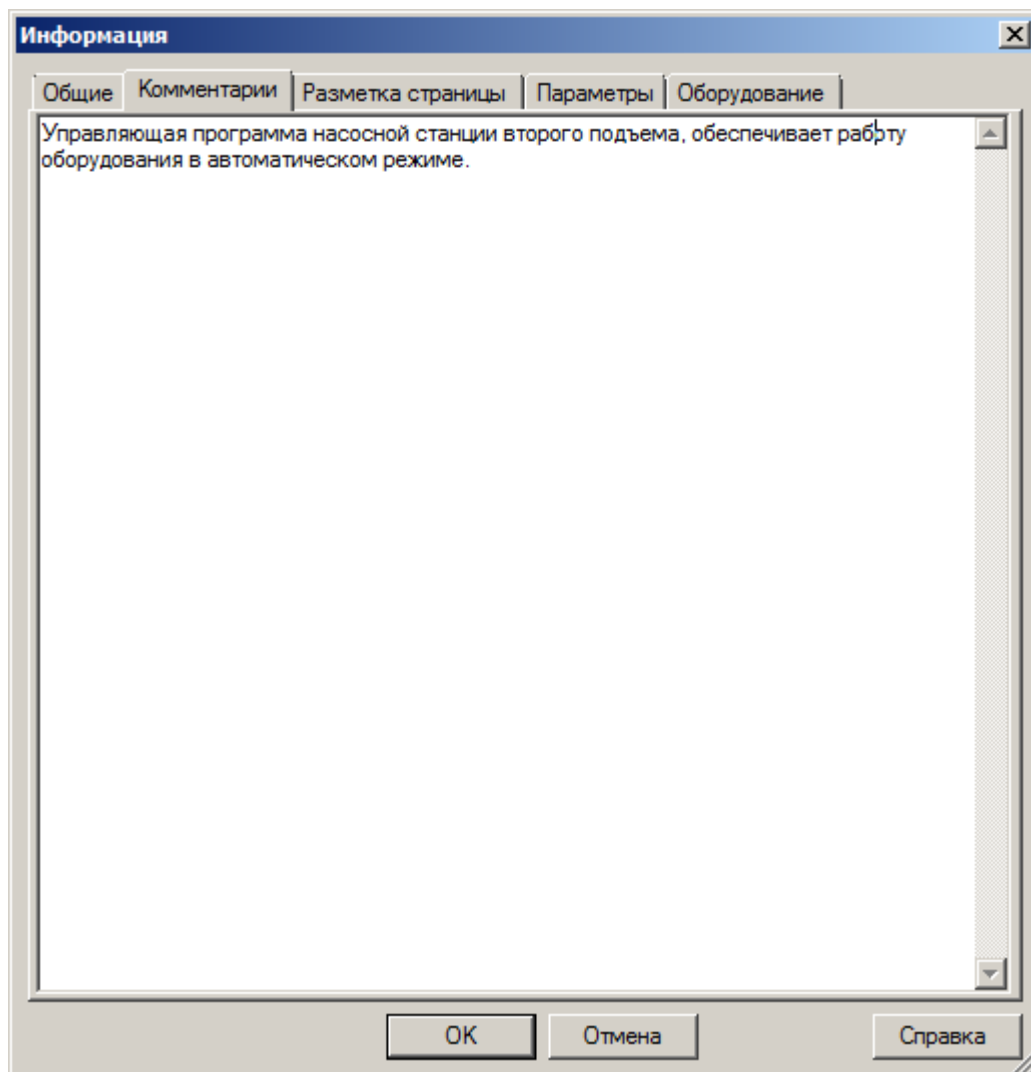 Информация
Общие Комментарии Разметка страницы Параметры Оборудование
Управляющая программа насосной станции второго подъема, обеспечивает работу
оборудования в автоматическом режиме.
OK Отмена Справка